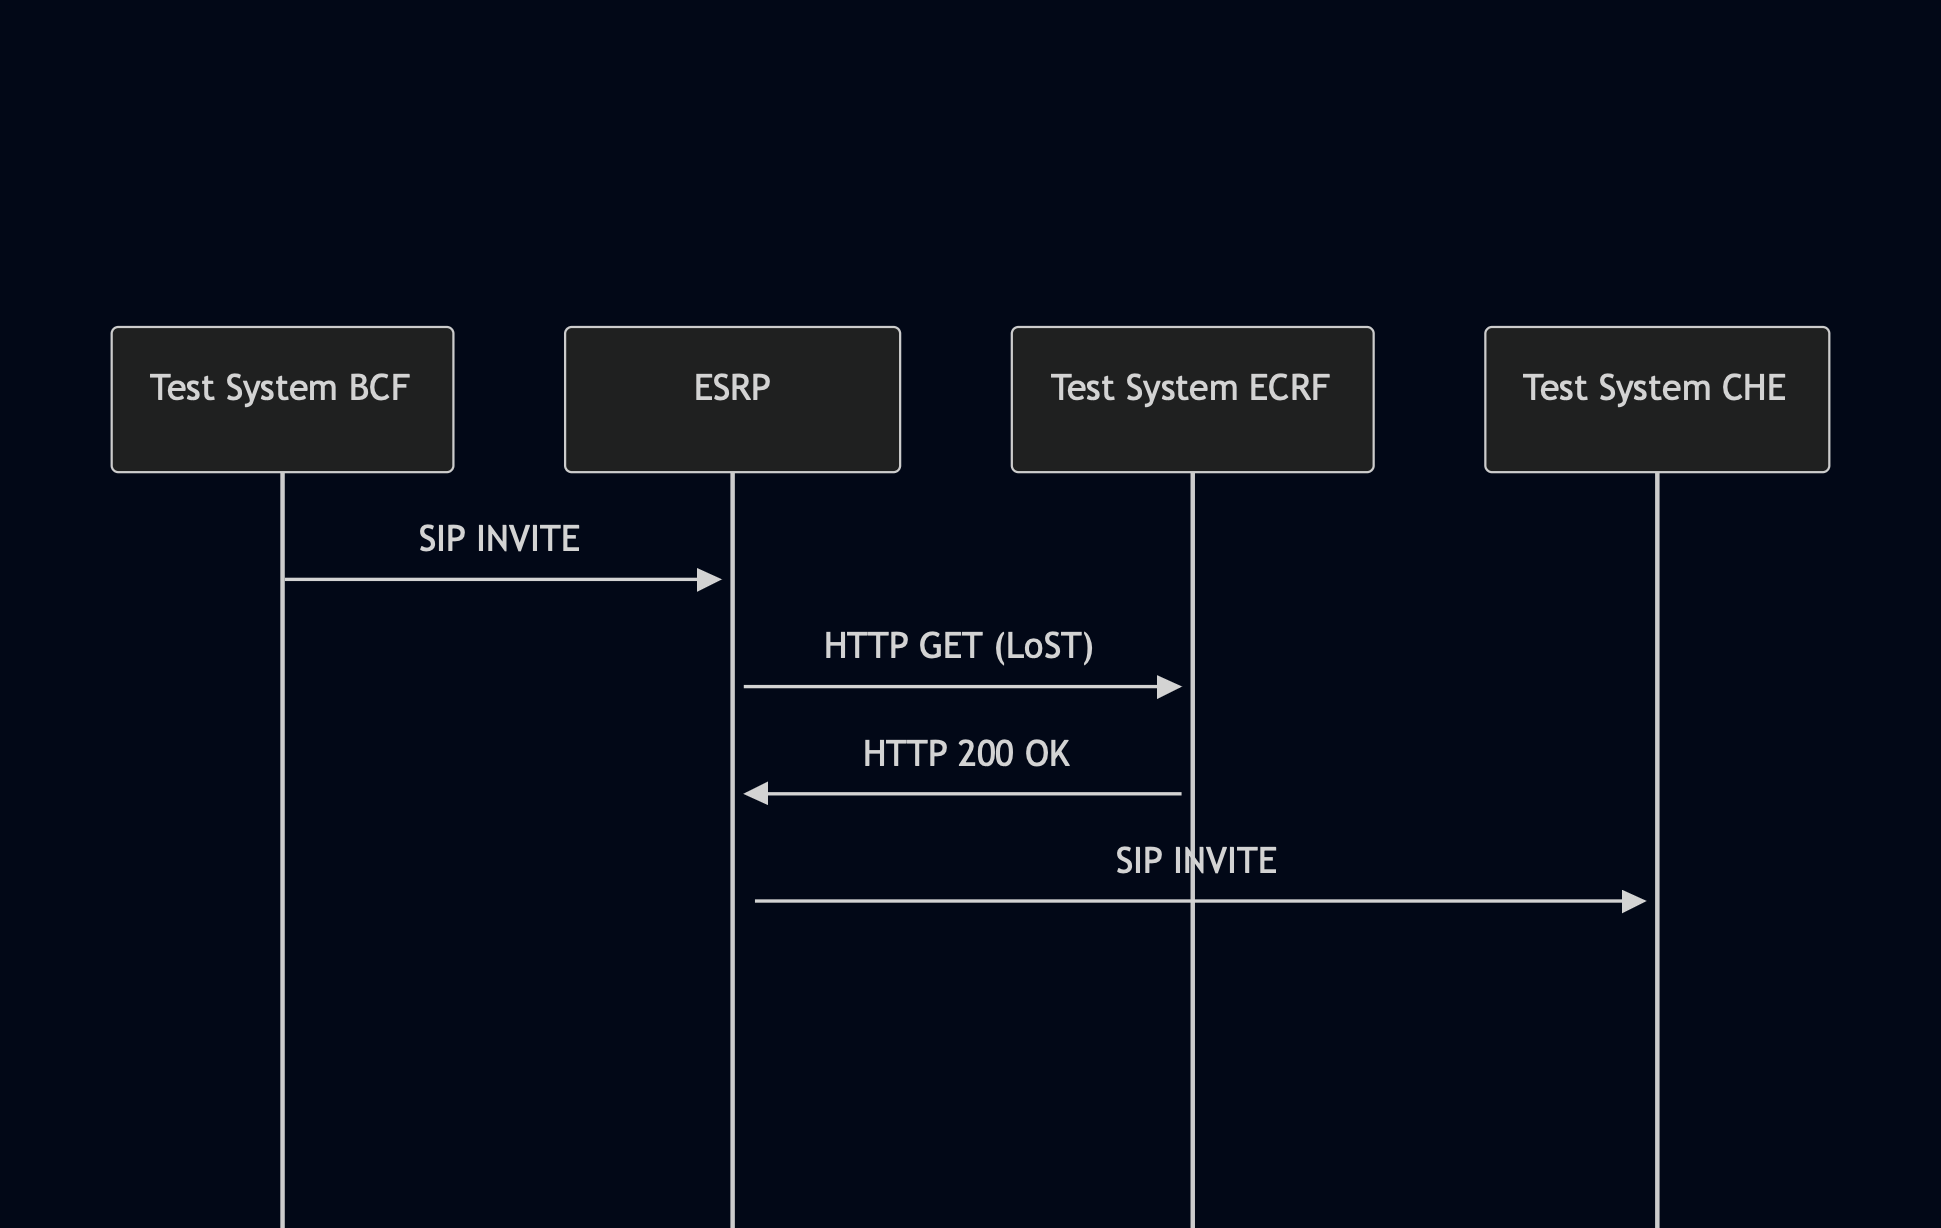 Test System BCF
ESRP
Test System ECRF
Test System CHE
SIP INVITE
HTTP GET (LoST)
HTTP 200 OK
SIP INVITE